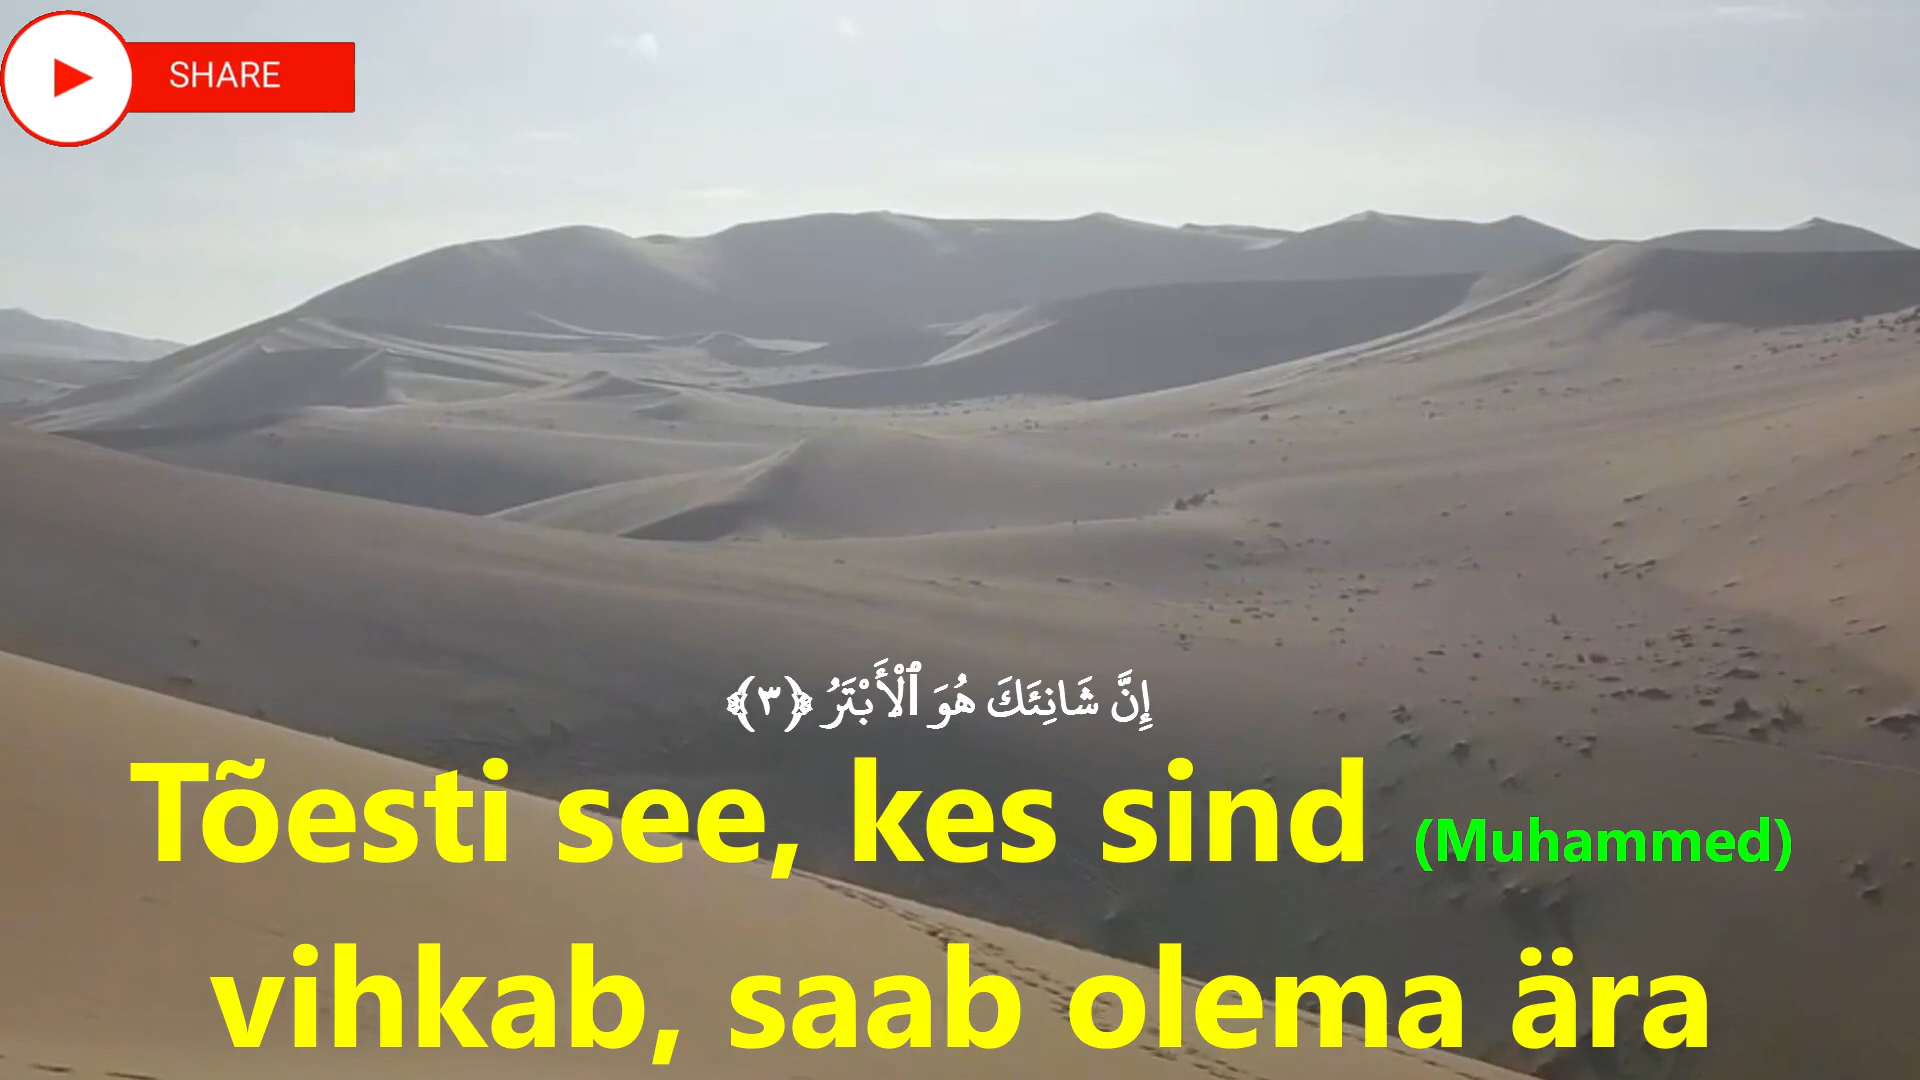 SHARE
إِنَّ شَانِئَكَ هُوَ ٱلْأَبْتَرُ ﴿٣﴾
Tõesti see, kes sind (Muhammed)
vihkab, saab olema ära